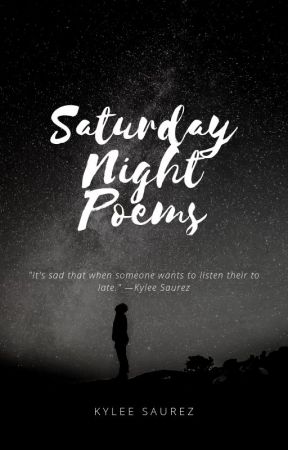 Saturday
Night
Poems
"It's sad that when someone wants to listen their to
late." —Kylee Saurez
KYLEE SAUREZ